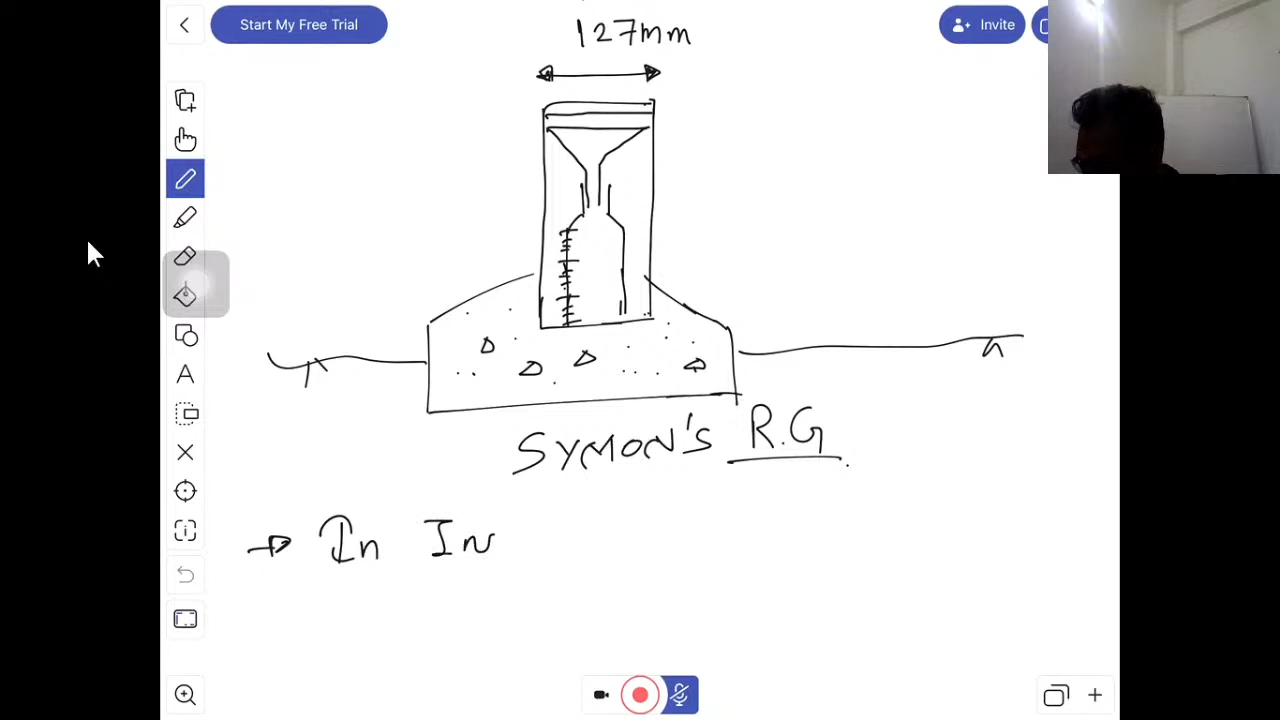 Start My Free Trial
127mm
Invite
SYMON'S R.G
→ In In